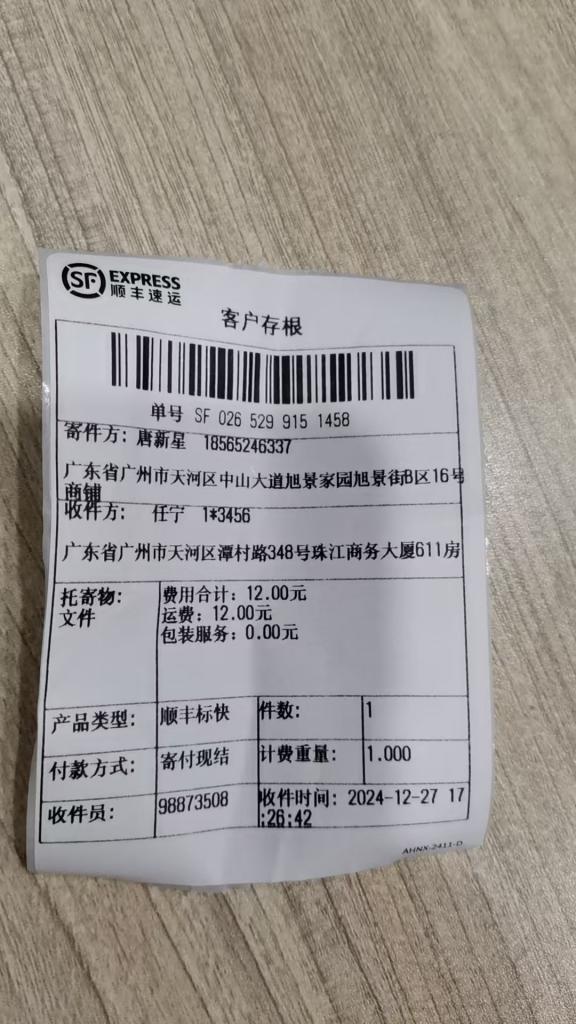 SF EXPRESS
顺丰速运
客户存根
单号 SF 026 529 915 1458
寄件方：唐新星 18565246337
广东省广州市天河区中山大道旭景家园旭景街B区16号
商铺
收件方： 任宁 1*3456
广东省广州市天河区潭村路348号珠江商务大厦611房
托寄物： 费用合计：12.00元
文件 运费：12.00元
包装服务：0.00元
产品类型： 顺丰标快 件数： 1
付款方式： 寄付现结 计费重量： 1.000
收件员： 98873508 收件时间：2024-12-27 17
:26:42
AHNX-2411-D